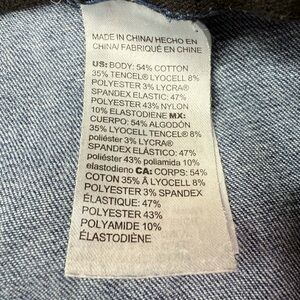 MADE IN CHINA/ HECHO EN
CHINA/ FABRIQUÉ EN CHINE
US: BODY: 54% COTTON
35% TENCEL® LYOCELL 8%
POLYESTER 3% LYCRA®
SPANDEX ELASTIC: 47%
POLYESTER 43% NYLON
10% ELASTODIENE MX:
CUERPO: 54% ALGODÓN
35% LYOCELL TENCEL® 8%
poliéster 3% LYCRA®
SPANDEX ELÁSTICO: 47%
poliéster 43% poliamida 10%
elastodieno CA: CORPS: 54%
COTON 35% Á LYOCELL 8%
POLYESTER 3% SPANDEX
ÉLASTIQUE: 47%
POLYESTER 43%
POLYAMIDE 10%
ÉLASTODIÈNE